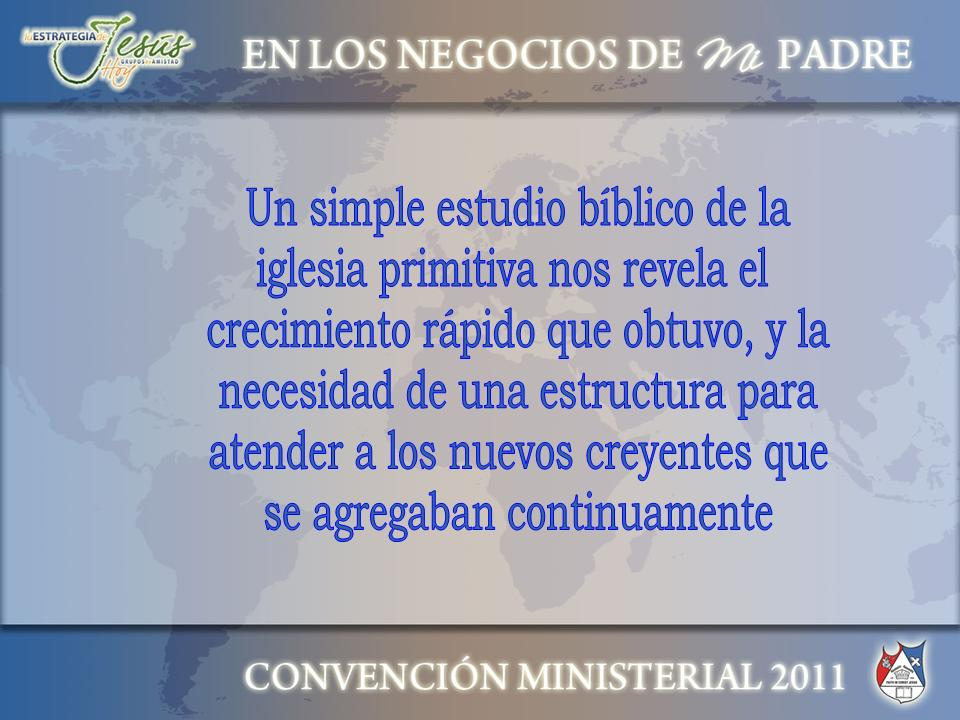 la ESTRATEGIA de
Jesús
Hoy
GRUPOS de AMISTAD
EN LOS NEGOCIOS DE Mi PADRE
Un simple estudio bíblico de la
iglesia primitiva nos revela el
crecimiento rápido que obtuvo, y la
necesidad de una estructura para
atender a los nuevos creyentes que
se agregaban continuamente
CONVENCIÓN MINISTERIAL 2011